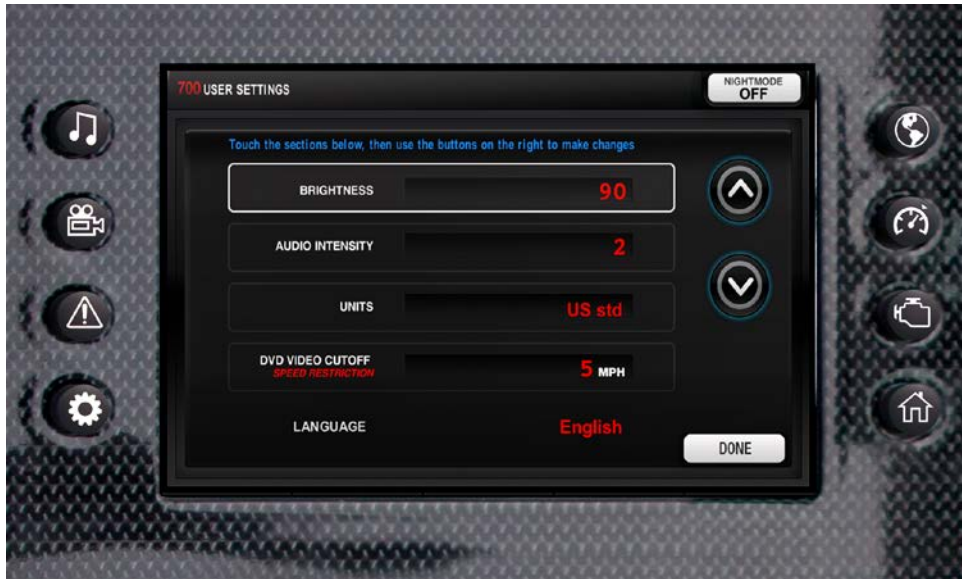 700 USER SETTINGS
NIGHTMODE
OFF
Touch the sections below, then use the buttons on the right to make changes
BRIGHTNESS 90
AUDIO INTENSITY 2
UNITS US std
DVD VIDEO CUTOFF
SPEED RESTRICTION
5 MPH
LANGUAGE English
DONE